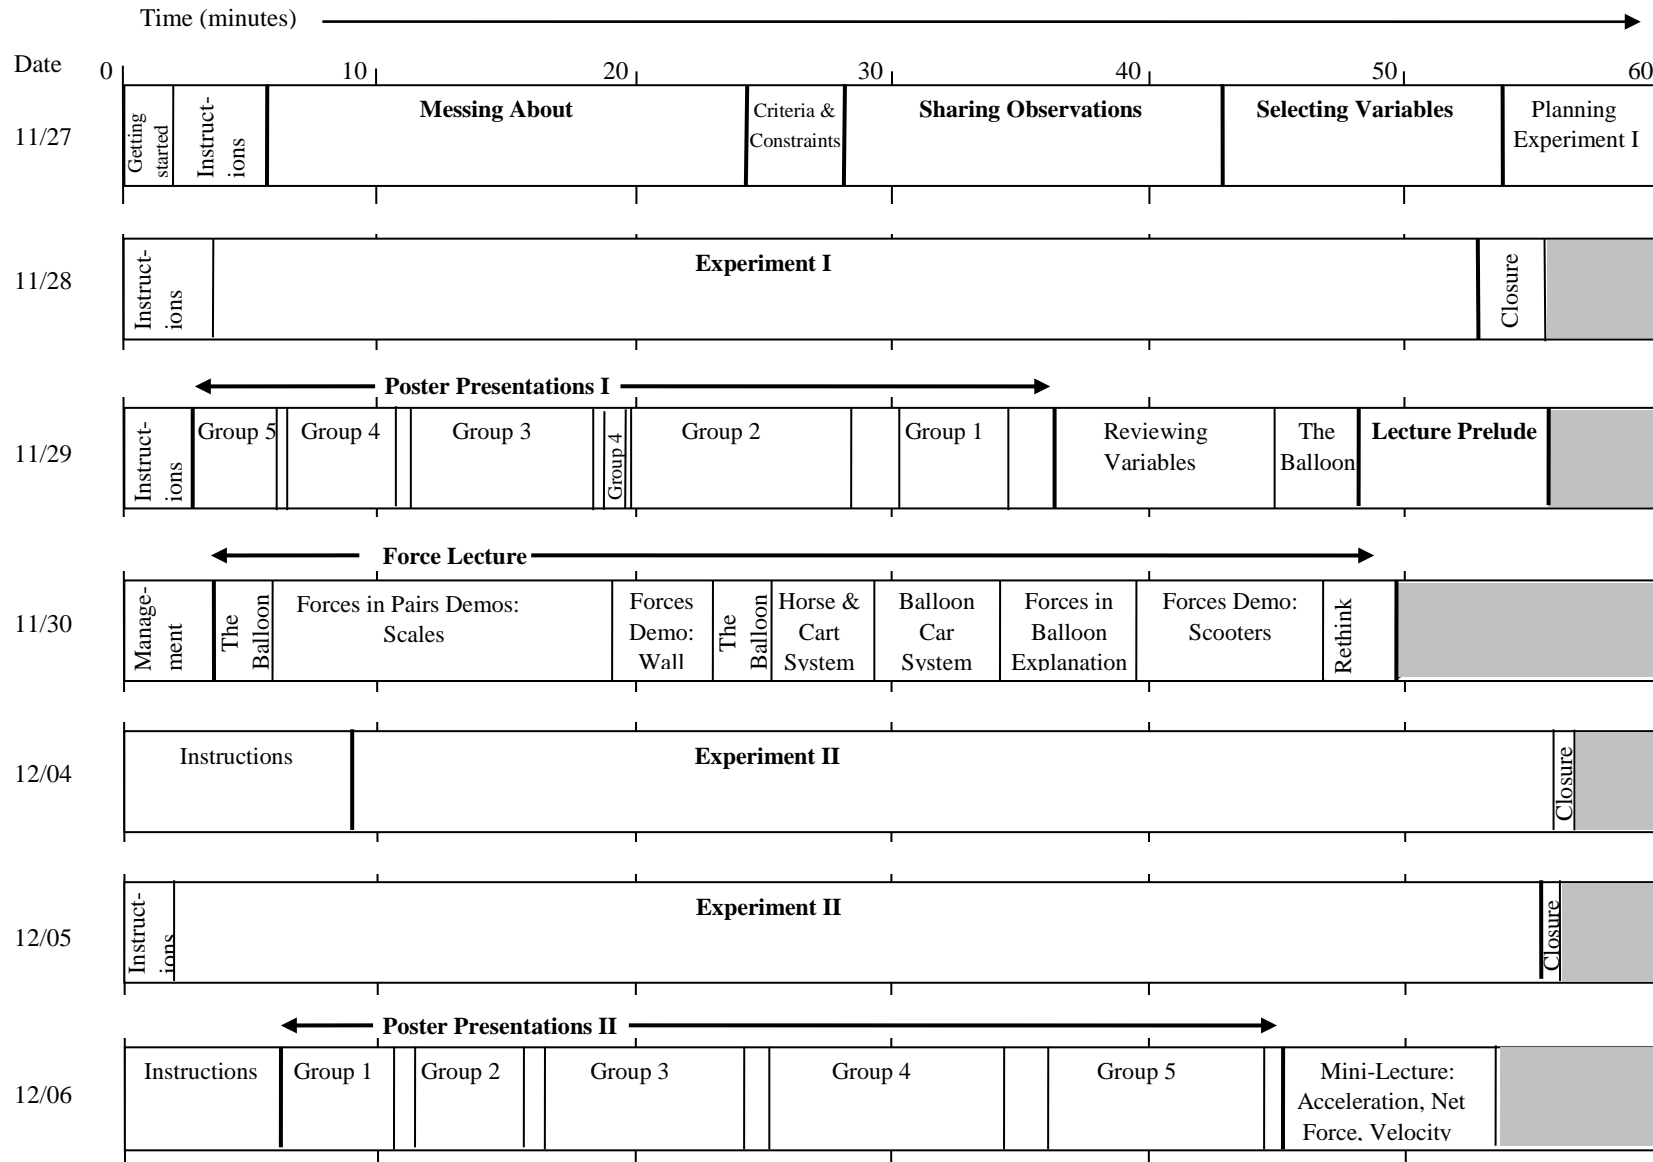 Time (minutes)
Date 0 10 20 30 40 50 60
11/27
Getting
started
Instruct-
ions
Messing About
Criteria &
Constraints
Sharing Observations
Selecting Variables
Planning
Experiment I
11/28
Instruct-
ions
Experiment I
Closure
Poster Presentations I
11/29
Instruct-
ions
Group 5
Group 4
Group 3
Group 4
Group 2
Group 1
Reviewing
Variables
The
Balloon
Lecture Prelude
Force Lecture
11/30
Manage-
ment
The
Balloon
Forces in Pairs Demos:
Scales
Forces
Demo:
Wall
The
Balloon
Horse &
Cart
System
Balloon
Car
System
Forces in
Balloon
Explanation
Forces Demo:
Scooters
Rethink
12/04
Instructions
Experiment II
Closure
12/05
Instruct-
ions
Experiment II
Closure
Poster Presentations II
12/06
Instructions
Group 1
Group 2
Group 3
Group 4
Group 5
Mini-Lecture:
Acceleration, Net
Force, Velocity